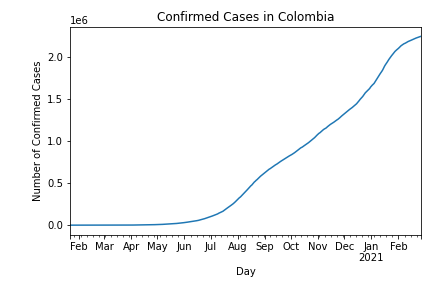 Confirmed Cases in Colombia
1e6
2.0
1.5
1.0
0.5
0.0
Number of Confirmed Cases
Feb Mar Apr May Jun Jul Aug Sep Oct Nov Dec Jan Feb
2021
Day